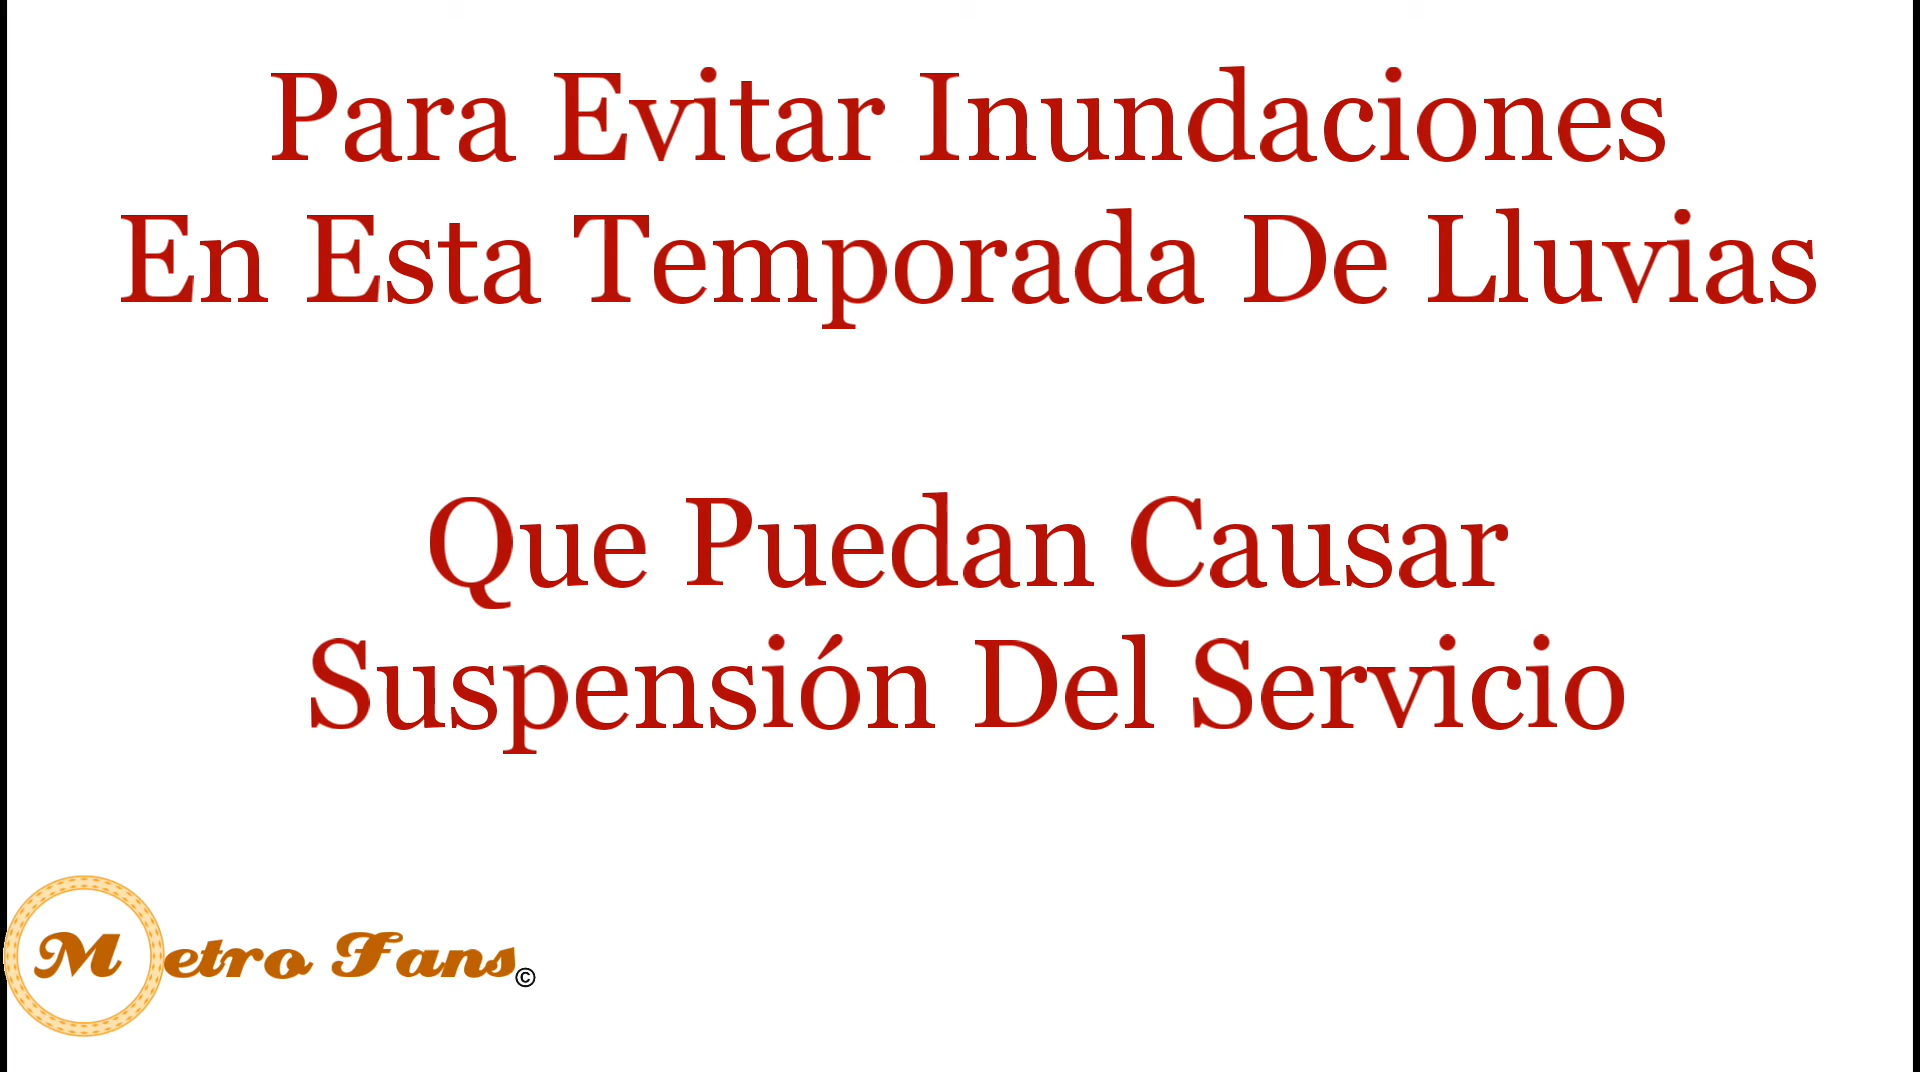 Para Evitar Inundaciones
En Esta Temporada De Lluvias
Que Puedan Causar
Suspensión Del Servicio
Metro Fans©